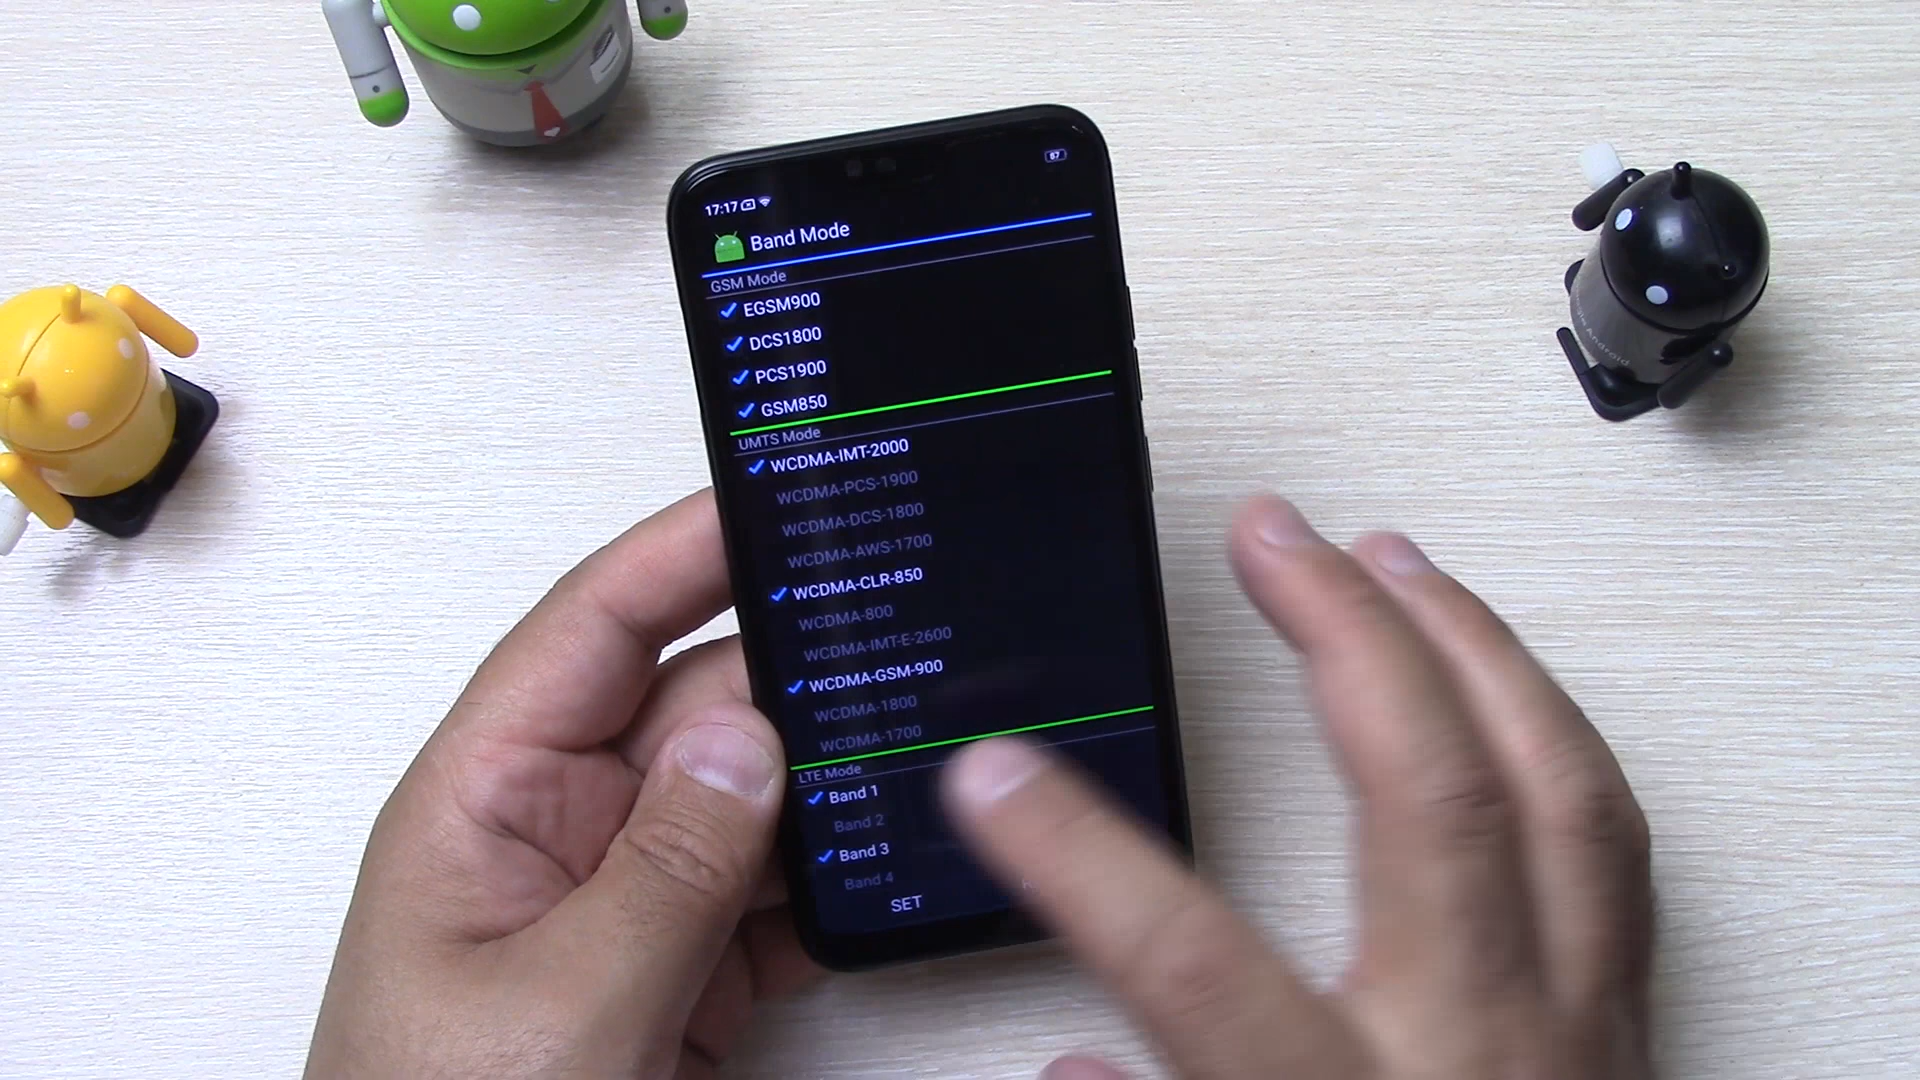 17:17
87
Band Mode
GSM Mode
EGSM900
DCS1800
PCS1900
GSM850
UMTS Mode
WCDMA-IMT-2000
WCDMA-PCS-1900
WCDMA-DCS-1800
WCDMA-AWS-1700
WCDMA-CLR-850
WCDMA-800
WCDMA-IMT-E-2600
WCDMA-GSM-900
WCDMA-1800
WCDMA-1700
LTE Mode
Band 1
Band 2
Band 3
Band 4
SET
Android